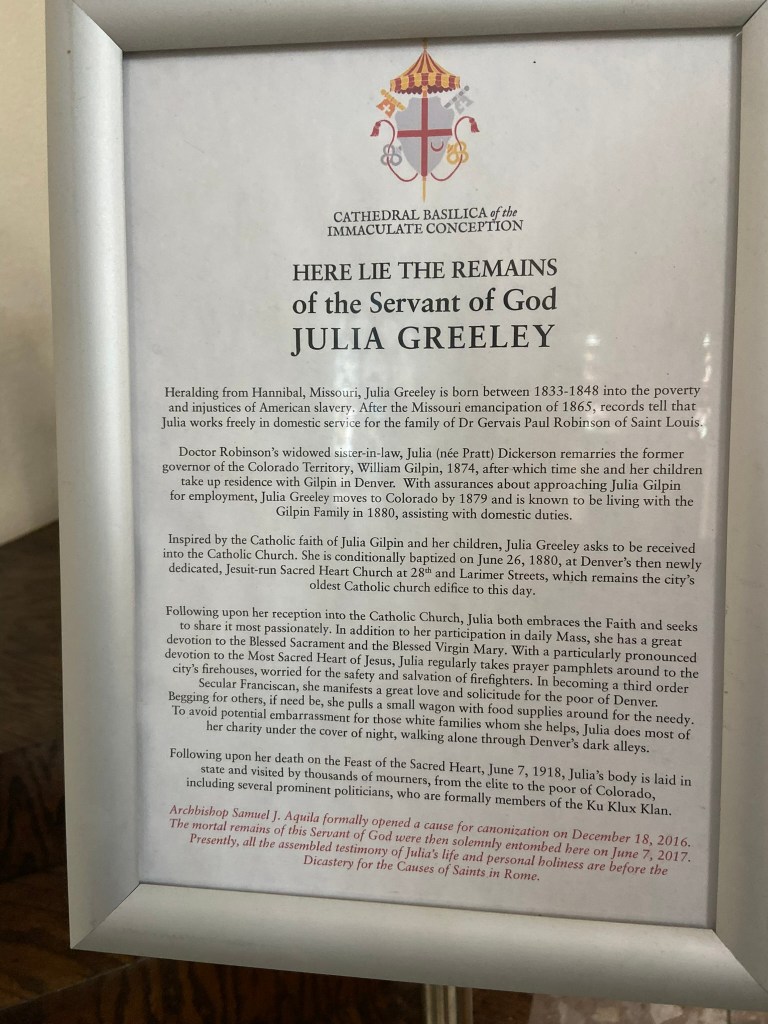 CATHEDRAL BASILICA of the
IMMACULATE CONCEPTION
HERE LIE THE REMAINS
of the Servant of God
JULIA GREELEY
Heralding from Hannibal, Missouri, Julia Greeley is born between 1833-1848 into the poverty
and injustices of American slavery. After the Missouri emancipation of 1865, records tell that
Julia works freely in domestic service for the family of Dr Gervais Paul Robinson of Saint Louis.
Doctor Robinson's widowed sister-in-law, Julia (née Pratt) Dickerson remarries the former
governor of the Colorado Territory, William Gilpin, 1874, after which time she and her children
take up residence with Gilpin in Denver. With assurances about approaching Julia Gilpin
for employment, Julia Greeley moves to Colorado by 1879 and is known to be living with the
Gilpin Family in 1880, assisting with domestic duties.
Inspired by the Catholic faith of Julia Gilpin and her children, Julia Greeley asks to be received
into the Catholic Church. She is conditionally baptized on June 26, 1880, at Denver's then newly
dedicated, Jesuit-run Sacred Heart Church at 28th and Larimer Streets, which remains the city's
oldest Catholic church edifice to this day.
Following upon her reception into the Catholic Church, Julia both embraces the Faith and seeks
to share it most passionately. In addition to her participation in daily Mass, she has a great
devotion to the Blessed Sacrament and the Blessed Virgin Mary. With a particularly pronounced
devotion to the Most Sacred Heart of Jesus, Julia regularly takes prayer pamphlets around to the
city's firehouses, worried for the safety and salvation of firefighters. In becoming a third order
Secular Franciscan, she manifests a great love and solicitude for the poor of Denver.
Begging for others, if need be, she pulls a small wagon with food supplies around for the needy.
To avoid potential embarrassment for those white families whom she helps, Julia does most of
her charity under the cover of night, walking alone through Denver's dark alleys.
Following upon her death on the Feast of the Sacred Heart, June 7, 1918, Julia's body is laid in
state and visited by thousands of mourners, from the elite to the poor of Colorado,
including several prominent politicians, who are formally members of the Ku Klux Klan.
Archbishop Samuel J. Aquila formally opened a cause for canonization on December 18, 2016.
The mortal remains of this Servant of God were then solemnly entombed here on June 7, 2017.
Presently, all the assembled testimony of Julia's life and personal holiness are before the
Dicastery for the Causes of Saints in Rome.